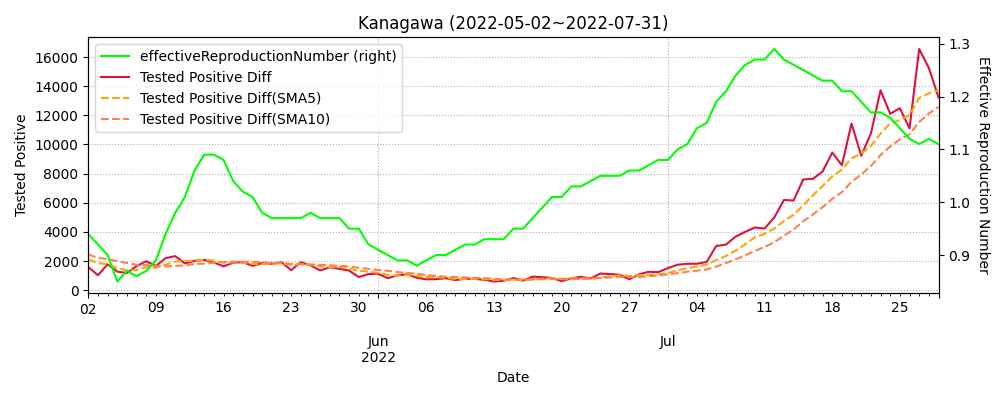 Kanagawa (2022-05-02~2022-07-31)
effectiveReproductionNumber (right)
Tested Positive Diff
Tested Positive Diff(SMA5)
Tested Positive Diff(SMA10)
Tested Positive
16000
14000
12000
10000
8000
6000
4000
2000
0
1.3
1.2
1.1
1.0
0.9
Effective Reproduction Number
02 09 16 23 30 06 13 20 27 04 11 18 25
Jun Jul
2022
Date